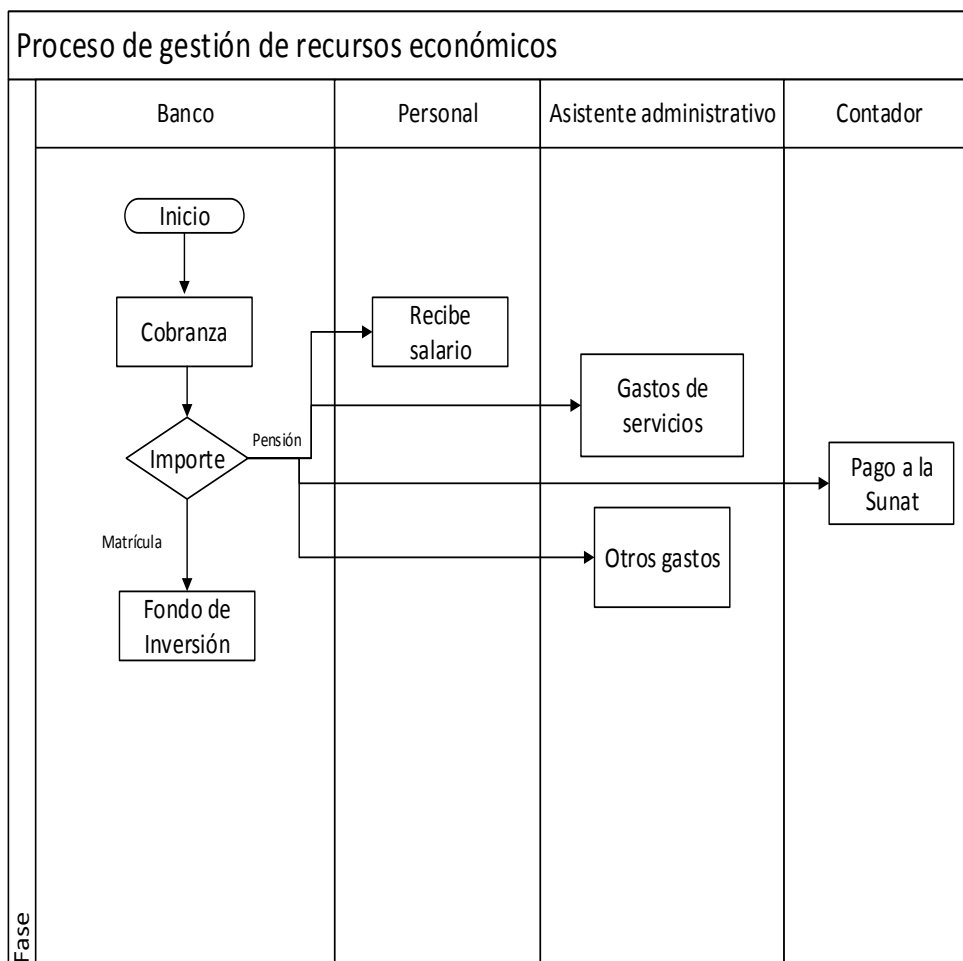 Proceso de gestión de recursos económicos
Banco
Personal
Asistente administrativo
Contador
Inicio
Cobranza
Recibe
salario
Gastos de
servicios
Pensión
Importe
Pago a la
Sunat
Matrícula
Otros gastos
Fondo de
Inversión
Fase